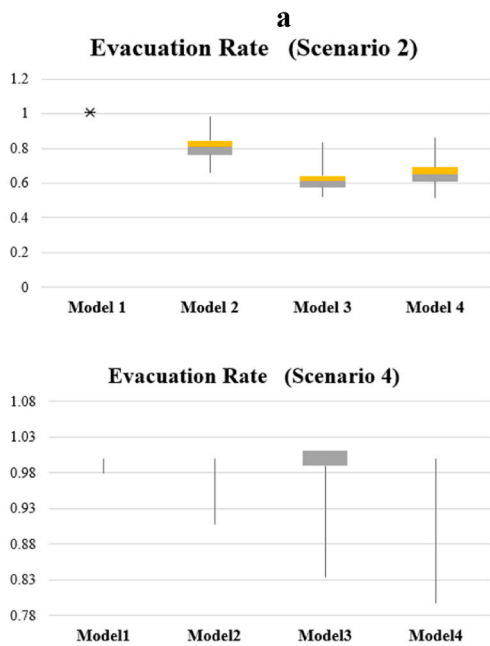 a
Evacuation Rate (Scenario 2)
1.2
1
0.8
0.6
0.4
0.2
0
Model 1 Model 2 Model 3 Model 4
Evacuation Rate (Scenario 4)
1.08
1.03
0.98
0.93
0.88
0.83
0.78
Model1 Model2 Model3 Model4